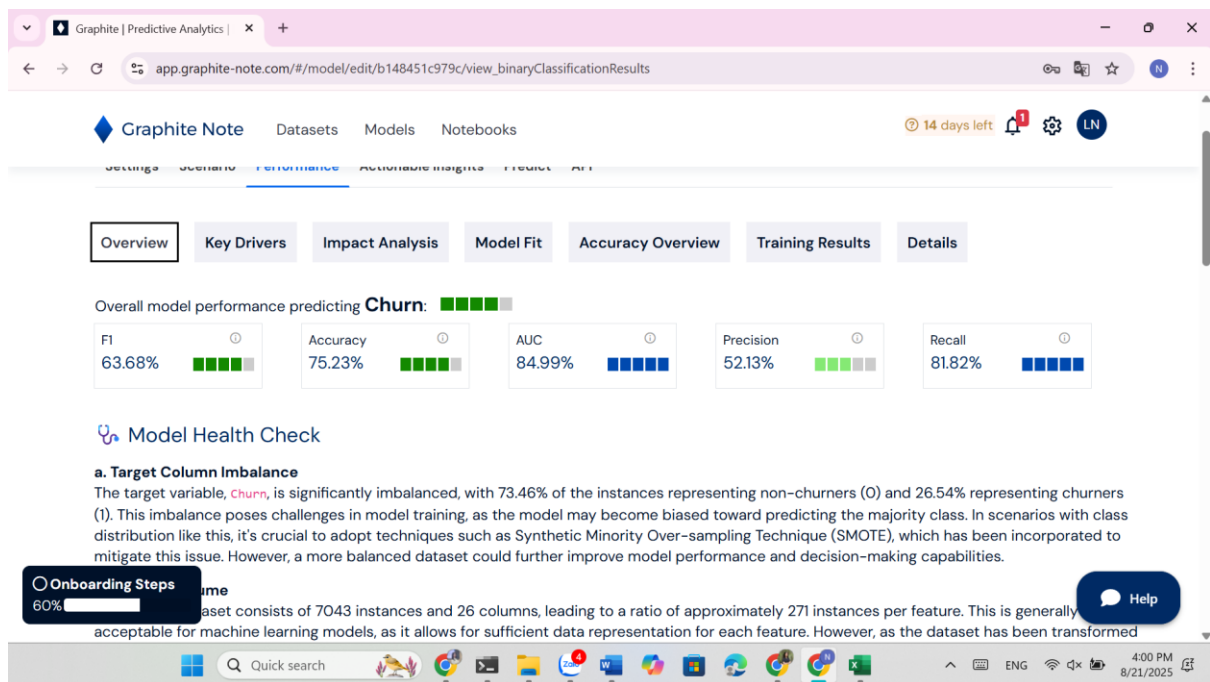 Graphite | Predictive Analytics |
app.graphite-note.com/#/model/edit/b148451c979c/view_binaryClassificationResults
N
Graphite Note Datasets Models Notebooks 14 days left 1 LN
Settings Scenario Performance Actionable Insights Predict API
Overview Key Drivers Impact Analysis Model Fit Accuracy Overview Training Results Details
Overall model performance predicting Churn:
F1 Accuracy AUC Precision Recall
63.68% 75.23% 84.99% 52.13% 81.82%
Model Health Check
a. Target Column Imbalance
The target variable, Churn, is significantly imbalanced, with 73.46% of the instances representing non-churners (0) and 26.54% representing churners
(1). This imbalance poses challenges in model training, as the model may become biased toward predicting the majority class. In scenarios with class
distribution like this, it's crucial to adopt techniques such as Synthetic Minority Over-sampling Technique (SMOTE), which has been incorporated to
mitigate this issue. However, a more balanced dataset could further improve model performance and decision-making capabilities.
Onboarding Steps
60%
ume
aset consists of 7043 instances and 26 columns, leading to a ratio of approximately 271 instances per feature. This is generally
acceptable for machine learning models, as it allows for sufficient data representation for each feature. However, as the dataset has been transformed
Help
Quick search Zalo 4 N ENG 4:00 PM
8/21/2025